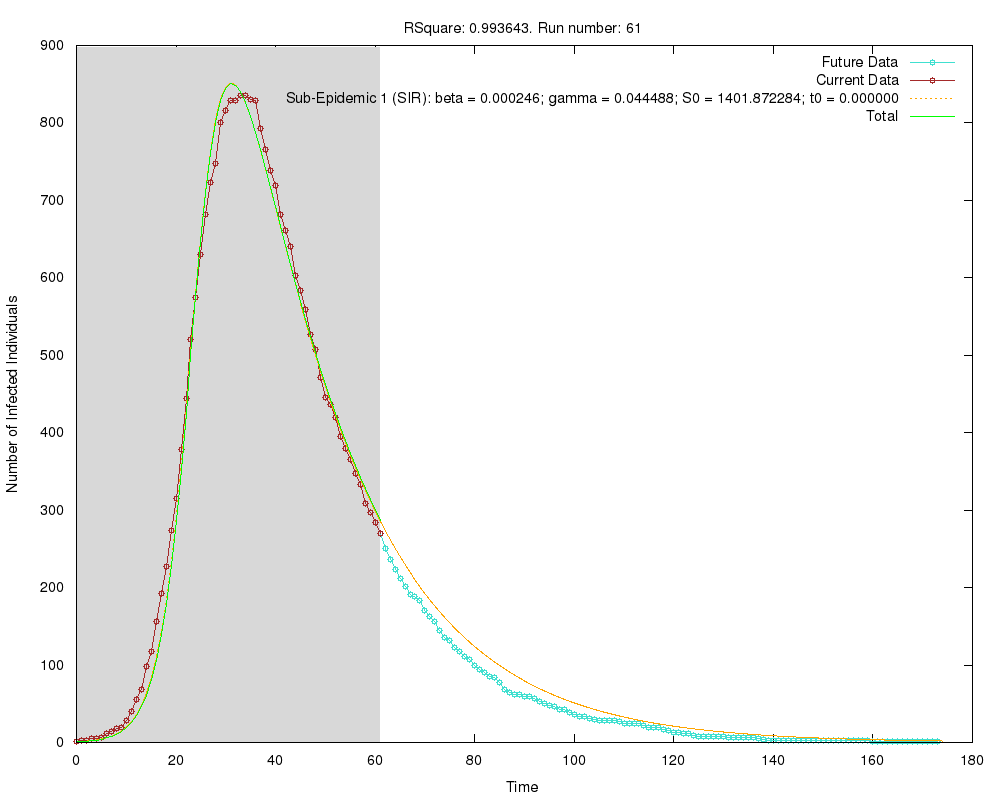 RSquare: 0.993643. Run number: 61
900
800
700
600
500
400
300
200
100
0
Number of Infected Individuals
Future Data
Current Data
Sub-Epidemic 1 (SIR): beta = 0.000246; gamma = 0.044488; S0 = 1401.872284; t0 = 0.000000
Total
0 20 40 60 80 100 120 140 160 180
Time